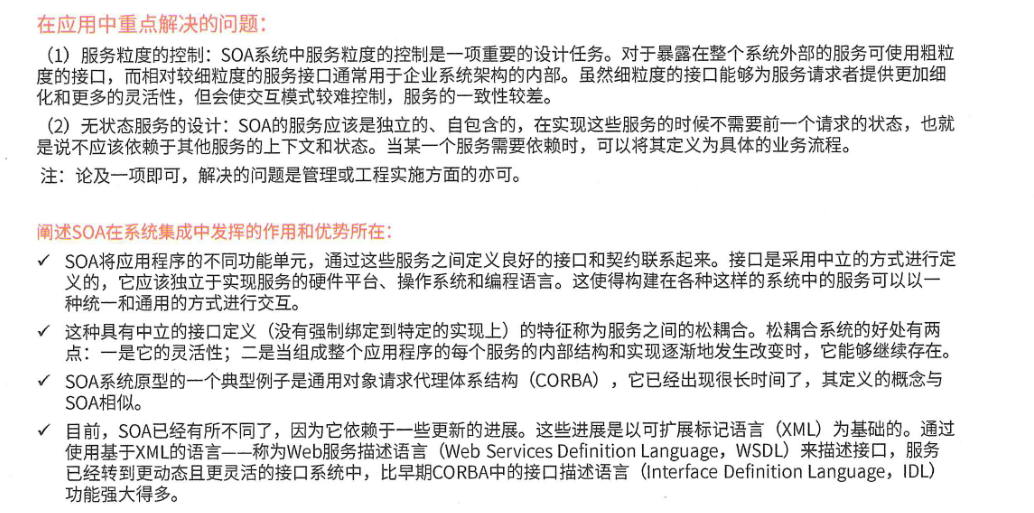 在应用中重点解决的问题：
（1）服务粒度的控制：SOA系统中服务粒度的控制是一项重要的设计任务。对于暴露在整个系统外部的服务可使用粗粒
度的接口，而相对较细粒度的服务接口通常用于企业系统架构的内部。虽然细粒度的接口能够为服务请求者提供更加细
化和更多的灵活性，但会使交互模式较难控制，服务的一致性较差。
（2）无状态服务的设计：SOA的服务应该是独立的、自包含的，在实现这些服务的时候不需要前一个请求的状态，也就
是说不应该依赖于其他服务的上下文和状态。当某一个服务需要依赖时，可以将其定义为具体的业务流程。
注：论及一项即可，解决的问题是管理或工程实施方面的亦可。
阐述SOA在系统集成中发挥的作用和优势所在：
✓ SOA将应用程序的不同功能单元，通过这些服务之间定义良好的接口和契约联系起来。接口是采用中立的方式进行定
义的，它应该独立于实现服务的硬件平台、操作系统和编程语言。这使得构建在各种这样的系统中的服务可以以一
种统一和通用的方式进行交互。
✓ 这种具有中立的接口定义（没有强制绑定到特定的实现上）的特征称为服务之间的松耦合。松耦合系统的好处有两
点：一是它的灵活性；二是当组成整个应用程序的每个服务的内部结构和实现逐渐地发生改变时，它能够继续存在。
✓ SOA系统原型的一个典型例子是通用对象请求代理体系结构（CORBA），它已经出现很长时间了，其定义的概念与
SOA相似。
✓ 目前，SOA已经有所不同了，因为它依赖于一些更新的进展。这些进展是以可扩展标记语言（XML）为基础的。通过
使用基于XML的语言——称为Web服务描述语言（Web Services Definition Language，WSDL）来描述接口，服务
已经转到更动态且更灵活的接口系统中，比早期CORBA中的接口描述语言（Interface Definition Language，IDL）
功能强大得多。